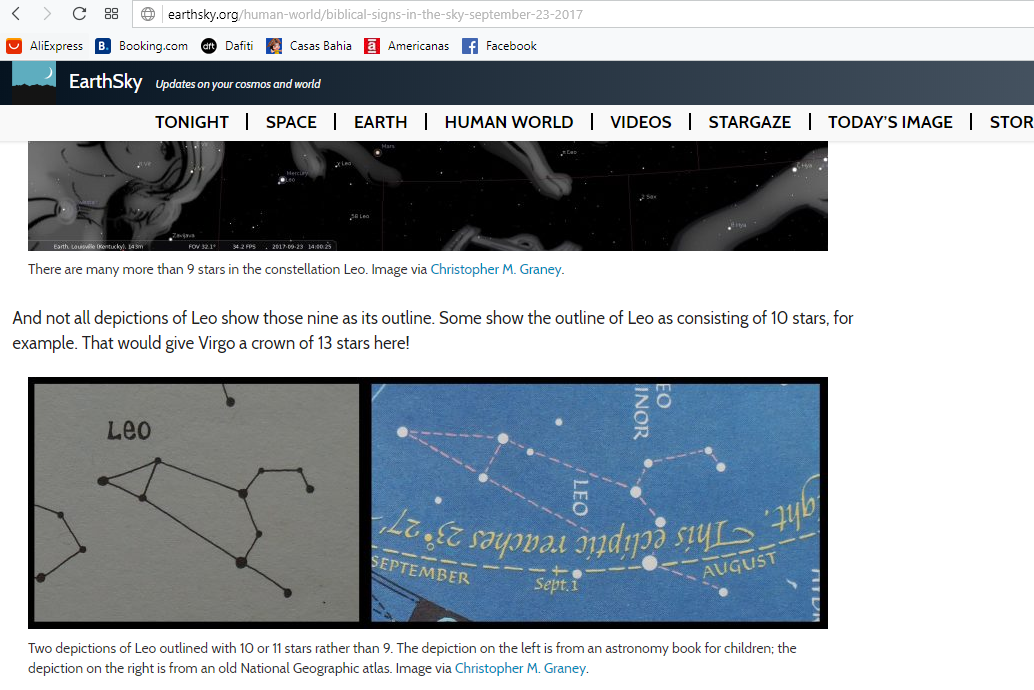 earthsky.org/human-world/biblical-signs-in-the-sky-september-23-2017
AliExpress B. Booking.com dft Dafiti Casas Bahia a Americanas f Facebook
EarthSky Updates on your cosmos and world
TONIGHT | SPACE | EARTH | HUMAN WORLD | VIDEOS | STARGAZE | TODAY'S IMAGE | STOR
Mars
χ Leo
Mercury
Leo
58 Leo
Zavijava
Earth, Louisville (Kentucky), 143m FOV 32.1° 34.2 FPS 2017-09-23 14:00:25
There are many more than 9 stars in the constellation Leo. Image via Christopher M. Graney.
And not all depictions of Leo show those nine as its outline. Some show the outline of Leo as consisting of 10 stars, for
example. That would give Virgo a crown of 13 stars here!
LEO
EO
INOR
LEO
ght.
This ecliptic reaches 23° 27'
SEPTEMBER
Sept.1
AUGUST
Two depictions of Leo outlined with 10 or 11 stars rather than 9. The depiction on the left is from an astronomy book for children; the
depiction on the right is from an old National Geographic atlas. Image via Christopher M. Graney.